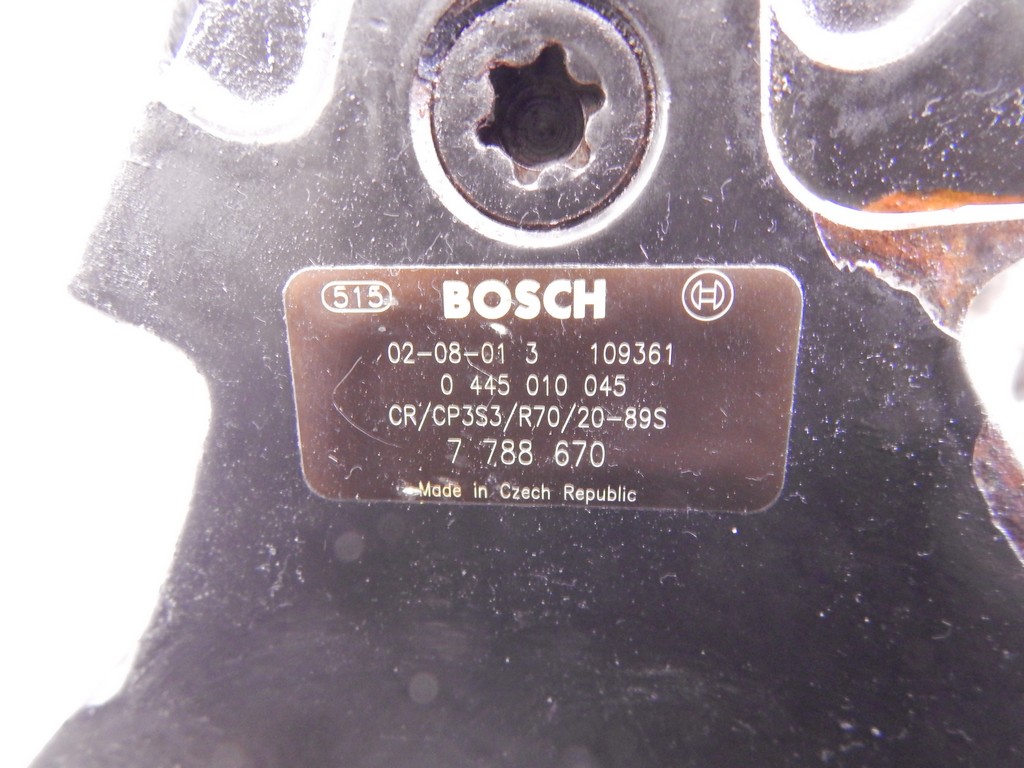 515 BOSCH
02-08-01 3 109361
0 445 010 045
CR/CP3S3/R70/20-89S
7 788 670
Made in Czech Republic